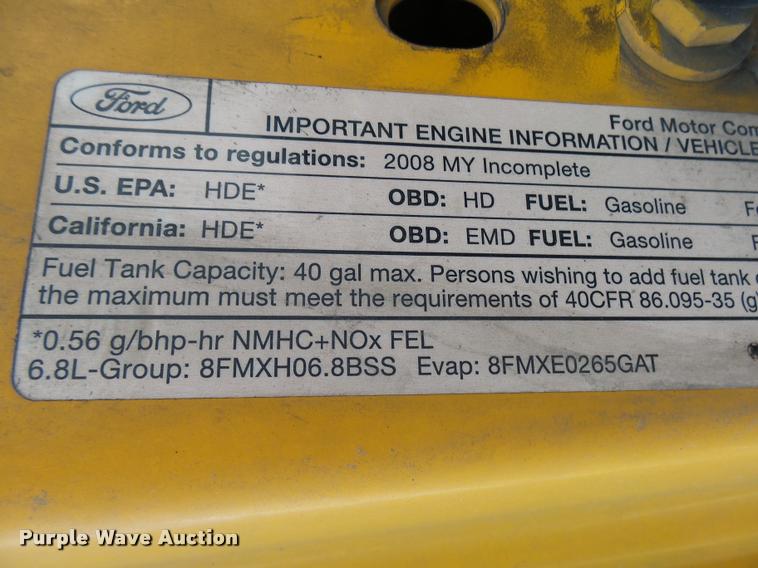 Ford
Ford Motor Com
IMPORTANT ENGINE INFORMATION / VEHICLE
Conforms to regulations: 2008 MY Incomplete
U.S. EPA: HDE* OBD: HD FUEL: Gasoline
California: HDE* OBD: EMD FUEL: Gasoline
Fuel Tank Capacity: 40 gal max. Persons wishing to add fuel tank
the maximum must meet the requirements of 40CFR 86.095-35 (g
*0.56 g/bhp-hr NMHC+NOx FEL
6.8L-Group: 8FMXH06.8BSS Evap: 8FMXE0265GAT
Purple Wave Auction